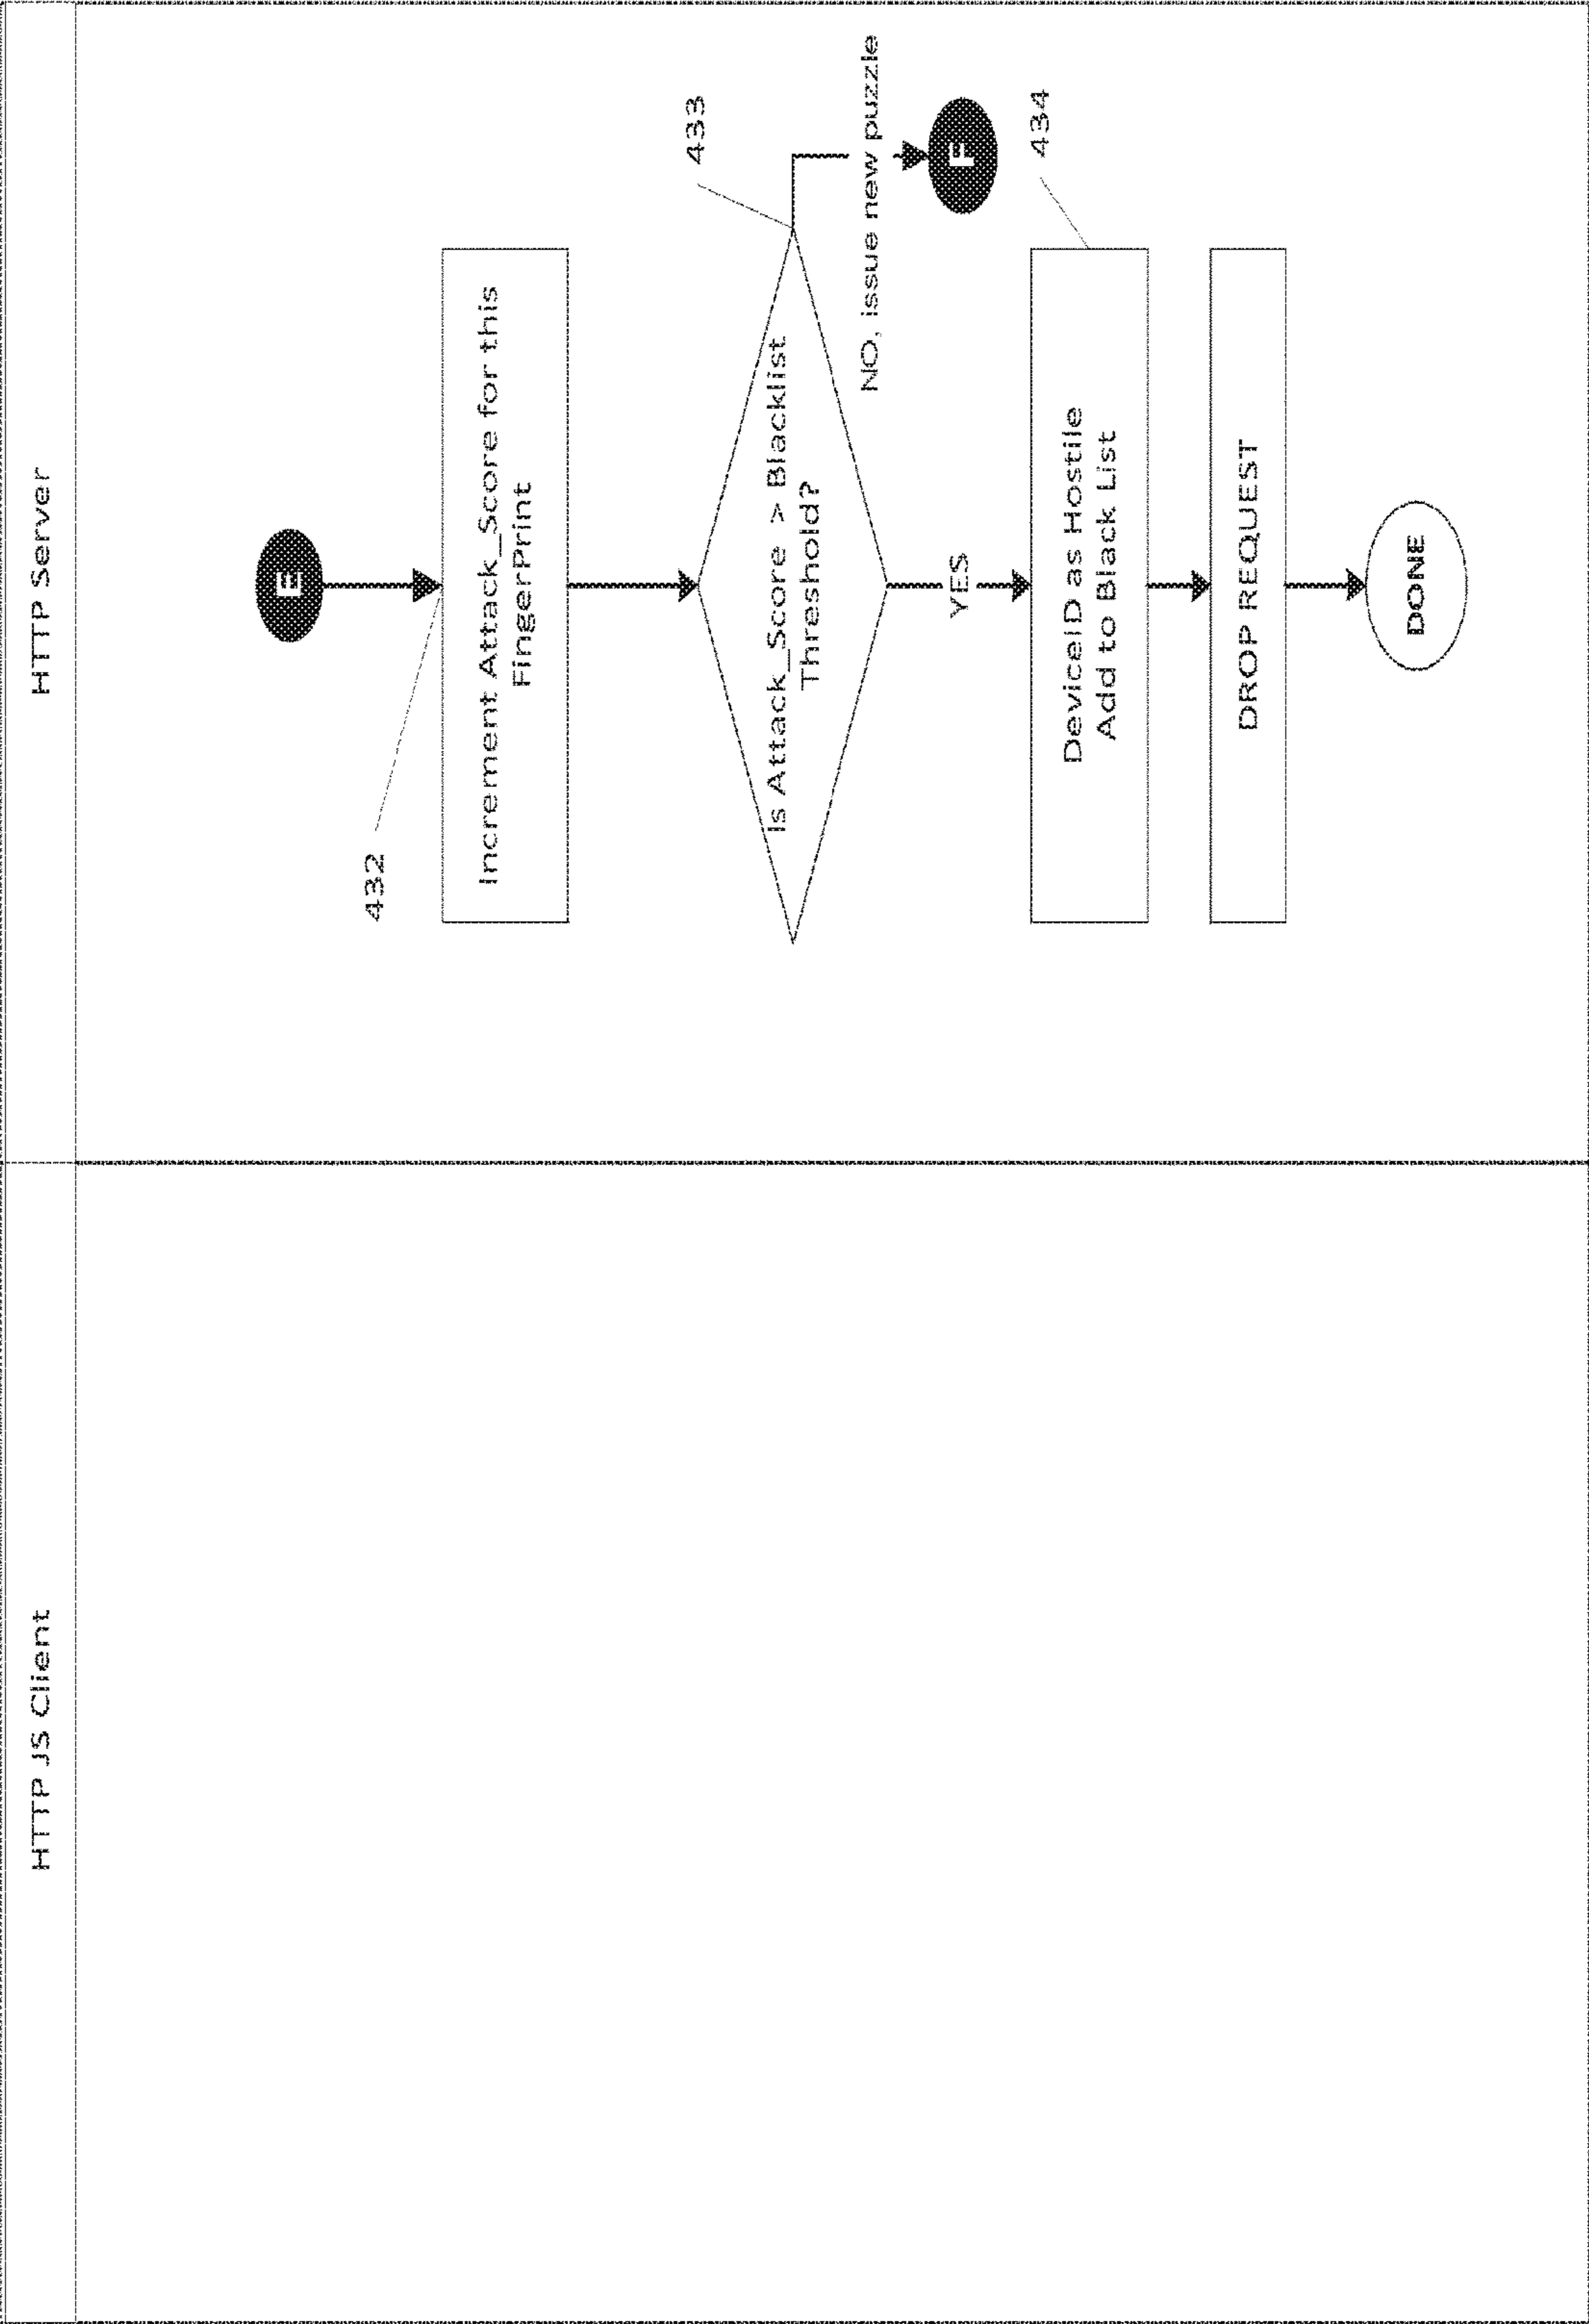 HTTP JS Client
HTTP Server
E
432
Increment Attack_Score for this
FingerPrint
433
Is Attack_Score > Blacklist
Threshold?
NO, issue new puzzle
F
YES
434
DeviceID as Hostile
Add to Black List
DROP REQUEST
DONE